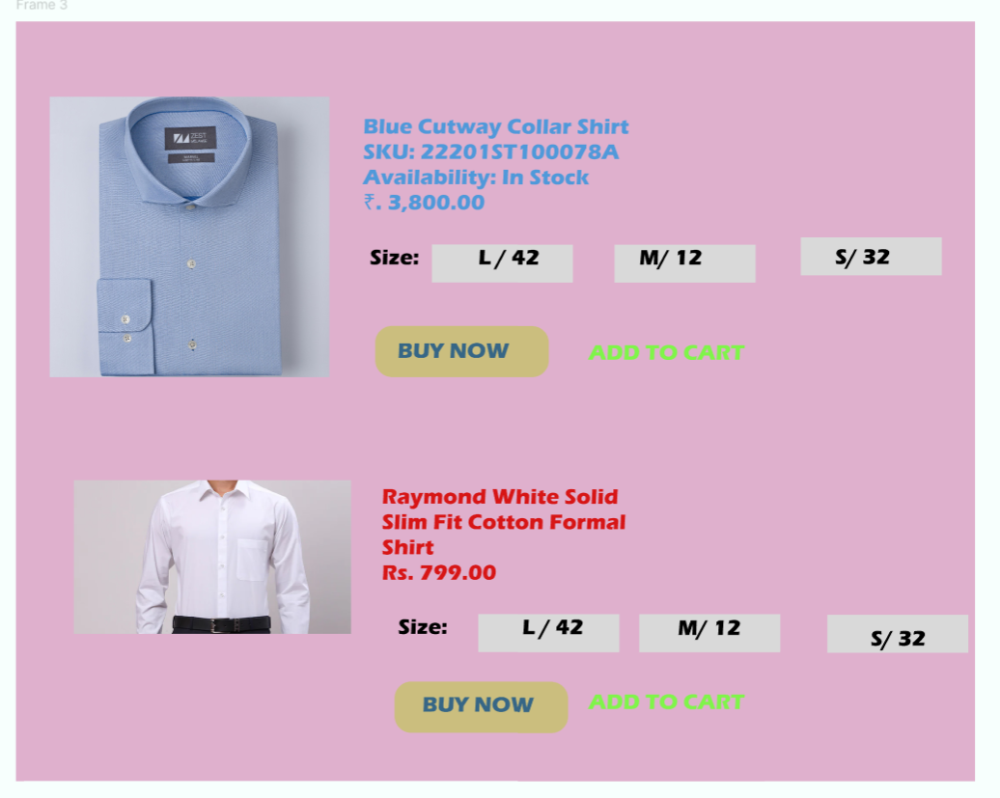 Frame 3
ZEST
Blue Cutway Collar Shirt
SKU: 22201ST100078A
Availability: In Stock
₹. 3,800.00
Size: L / 42 M/ 12 S/ 32
BUY NOW ADD TO CART
Raymond White Solid
Slim Fit Cotton Formal
Shirt
Rs. 799.00
Size: L / 42 M/ 12 S/ 32
BUY NOW ADD TO CART